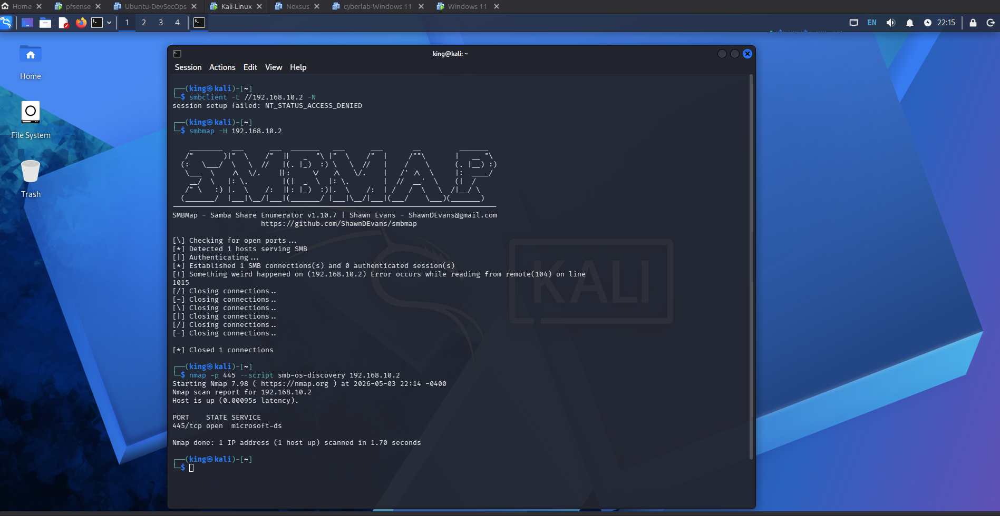 Home pfsense Ubuntu-DevSecOps Kali-Linux Nexsus cyberlab-Windows 11 Windows 11
1 2 3 4 EN 22:15
king@kali: ~
Session Actions Edit View Help
Home
File System
Trash
┌──(king㉿kali)-[~]
└─$ smbclient -L //192.168.10.2 -N
session setup failed: NT_STATUS_ACCESS_DENIED
┌──(king㉿kali)-[~]
└─$ smbmap -H 192.168.10.2
SMBMAP
SMBMap - Samba Share Enumerator v1.10.7 | Shawn Evans - ShawnDEvans@gmail.com
https://github.com/ShawnDEvans/smbmap
[\] Checking for open ports...
[*] Detected 1 hosts serving SMB
[|] Authenticating...
[*] Established 1 SMB connections(s) and 0 authenticated session(s)
[!] Something weird happened on (192.168.10.2) Error occurs while reading from remote(104) on line
1015
[/] Closing connections..
[-] Closing connections..
[\] Closing connections..
[|] Closing connections..
[/] Closing connections..
[-] Closing connections..
[*] Closed 1 connections
┌──(king㉿kali)-[~]
└─$ nmap -p 445 --script smb-os-discovery 192.168.10.2
Starting Nmap 7.98 ( https://nmap.org ) at 2026-05-03 22:14 -0400
Nmap scan report for 192.168.10.2
Host is up (0.00095s latency).
PORT STATE SERVICE
445/tcp open microsoft-ds
Nmap done: 1 IP address (1 host up) scanned in 1.70 seconds
┌──(king㉿kali)-[~]
└─$
KALI